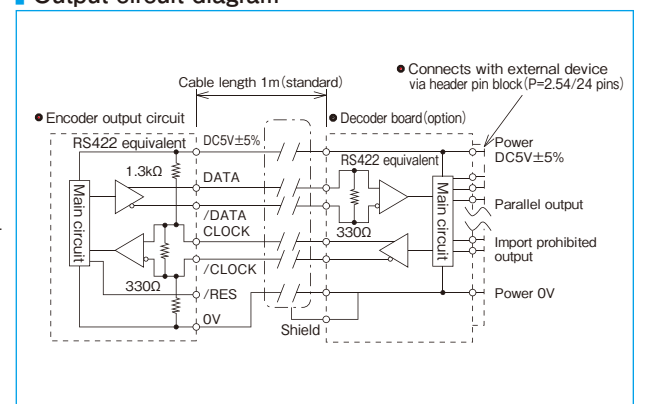 Output circuit diagram
Connects with external device
via header pin block(P=2.54/24 pins)
Cable length 1m(standard)
Encoder output circuit
Decoder board(option)
RS422 equivalent
DC5V±5%
1.3kΩ
DATA
/DATA
CLOCK
/CLOCK
330Ω
/RES
0V
Main circuit
Shield
RS422 equivalent
330Ω
Main circuit
Power
DC5V±5%
Parallel output
Import prohibited
output
Power 0V